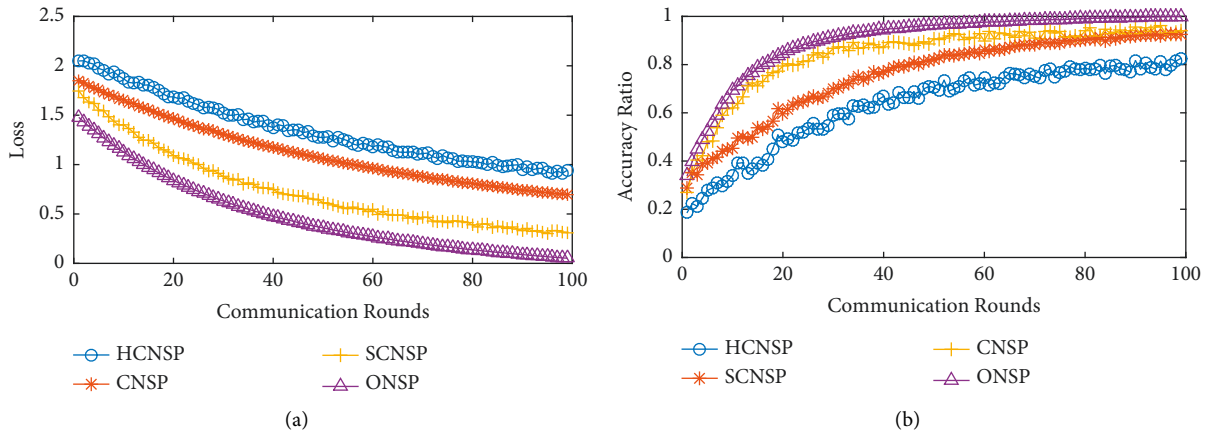 2.5
2
1.5
1
0.5
0
0 20 40 60 80 100
Loss
Communication Rounds
HCNSP
CNSP
SCNSP
ONSP
(a)
1
0.8
0.6
0.4
0.2
0
0 20 40 60 80 100
Accuracy Ratio
Communication Rounds
HCNSP
SCNSP
CNSP
ONSP
(b)